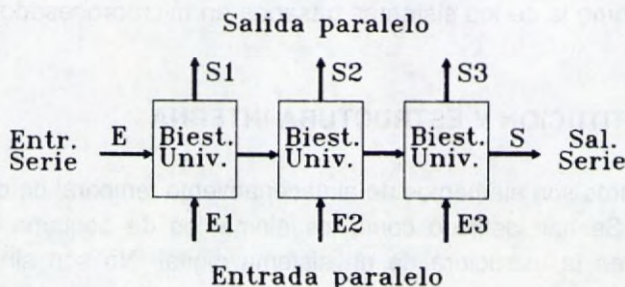 Salida paralelo
S1 S2 S3
Entr. Serie E Biest. Univ. Biest. Univ. Biest. Univ. S Sal. Serie
E1 E2 E3
Entrada paralelo